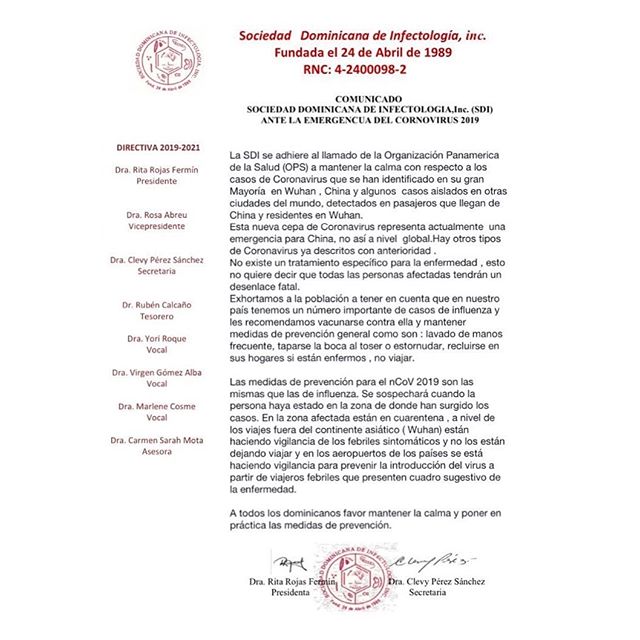 Sociedad Dominicana de Infectología, inc.
Fundada el 24 de Abril de 1989
RNC: 4-2400098-2
COMUNICADO
SOCIEDAD DOMINICANA DE INFECTOLOGIA,Inc. (SDI)
ANTE LA EMERGENCUA DEL CORNOVIRUS 2019
DIRECTIVA 2019-2021
Dra. Rita Rojas Fermín
Presidente
Dra. Rosa Abreu
Vicepresidente
Dra. Clevy Pérez Sánchez
Secretaria
Dr. Rubén Calcaño
Tesorero
Dra. Yori Roque
Vocal
Dra. Virgen Gómez Alba
Vocal
Dra. Marlene Cosme
Vocal
Dra. Carmen Sarah Mota
Asesora
La SDI se adhiere al llamado de la Organización Panamerica
de la Salud (OPS) a mantener la calma con respecto a los
casos de Coronavirus que se han identificado en su gran
Mayoría en Wuhan , China y algunos casos aislados en otras
ciudades del mundo, detectados en pasajeros que llegan de
China y residentes en Wuhan.
Esta nueva cepa de Coronavirus representa actualmente una
emergencia para China, no así a nivel global.Hay otros tipos
de Coronavirus ya descritos con anterioridad .
No existe un tratamiento específico para la enfermedad , esto
no quiere decir que todas las personas afectadas tendrán un
desenlace fatal.
Exhortamos a la población a tener en cuenta que en nuestro
país tenemos un número importante de casos de influenza y
les recomendamos vacunarse contra ella y mantener
medidas de prevención general como son : lavado de manos
frecuente, taparse la boca al toser o estornudar, recluirse en
sus hogares si están enfermos , no viajar.
Las medidas de prevención para el nCoV 2019 son las
mismas que las de influenza. Se sospechará cuando la
persona haya estado en la zona de donde han surgido los
casos. En la zona afectada están en cuarentena , a nivel de
los viajes fuera del continente asiático ( Wuhan) están
haciendo vigilancia de los febriles sintomáticos y no los están
dejando viajar y en los aeropuertos de los países se está
haciendo vigilancia para prevenir la introducción del virus a
partir de viajeros febriles que presenten cuadro sugestivo de
la enfermedad.
A todos los dominicanos favor mantener la calma y poner en
práctica las medidas de prevención.
Clevy Pérez
Dra. Rita Rojas Fermín
Presidenta
Dra. Clevy Pérez Sánchez
Secretaria
SOCIEDAD DOMINICANA DE INFECTOLOGIA, INC.
Fund. 24 de Abril de 1989